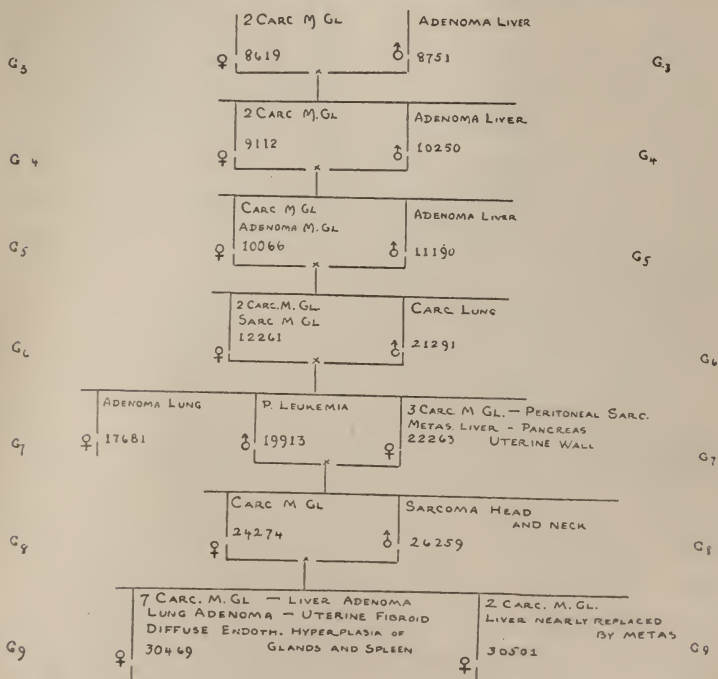 2 CARC M GL ADENOMA LIVER
G3 ♀ 8619 ♂ 8751 G3
×
2 CARC M. GL ADENOMA LIVER
G4 ♀ 9112 ♂ 10250 G4
×
CARC M GL ADENOMA LIVER
ADENOMA M. GL
G5 ♀ 10066 ♂ 11190 G5
×
2 CARC. M. GL. CARC LUNG
SARC M GL
G6 ♀ 12261 ♂ 21291 G6
×
ADENOMA LUNG P. LEUKEMIA 3 CARC. M GL. — PERITONEAL SARC.
METAS. LIVER - PANCREAS
G7 ♀ 17681 ♂ 19913 ♀ 22263 UTERINE WALL G7
×
CARC M GL SARCOMA HEAD
AND NECK
G8 ♀ 24274 ♂ 26259 G8
7 CARC. M. GL — LIVER ADENOMA 2 CARC. M. GL.
LUNG ADENOMA — UTERINE FIBROID LIVER NEARLY REPLACED
DIFFUSE ENDOTH. HYPERPLASIA OF BY METAS
GLANDS AND SPLEEN
G9 ♀ 30469 ♀ 30501 G9